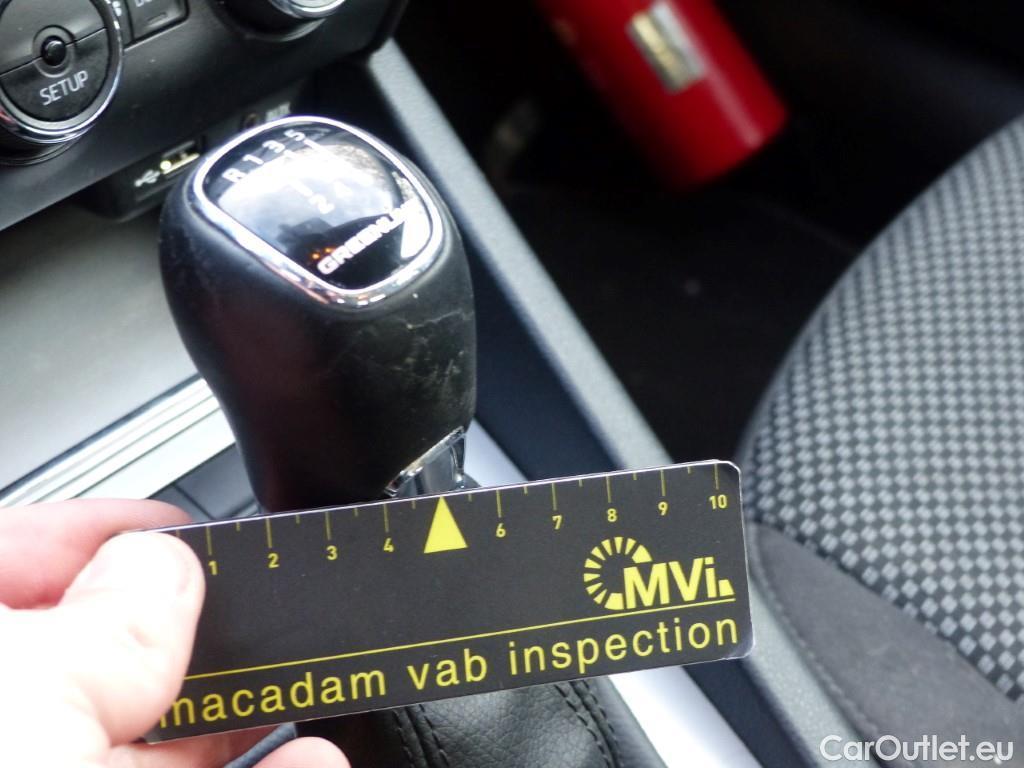 SETUP
R 1 3 5
2 4
GREENLINE
1 2 3 4 6 7 8 9 10
MVi
macadam vab inspection
CarOutlet.eu